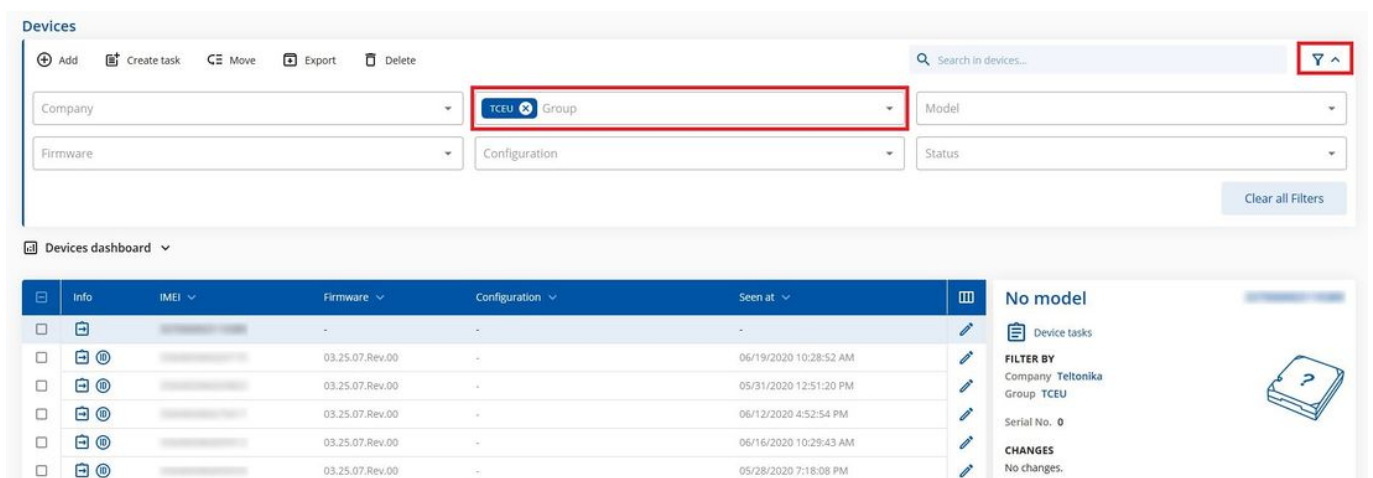 Devices
Add Create task Move Export Delete Search in devices...
Company TCEU Group Model
Firmware Configuration Status
Clear all Filters
Devices dashboard
Info IMEI Firmware Configuration Seen at
- - -
ID 03.25.07.Rev.00 - 06/19/2020 10:28:52 AM
ID 03.25.07.Rev.00 - 05/31/2020 12:51:20 PM
ID 03.25.07.Rev.00 - 06/12/2020 4:52:54 PM
ID 03.25.07.Rev.00 - 06/16/2020 10:29:43 AM
ID 03.25.07.Rev.00 - 05/28/2020 7:18:08 PM
No model
Device tasks
FILTER BY
Company Teltonika
Group TCEU
Serial No. 0
CHANGES
No changes.
?